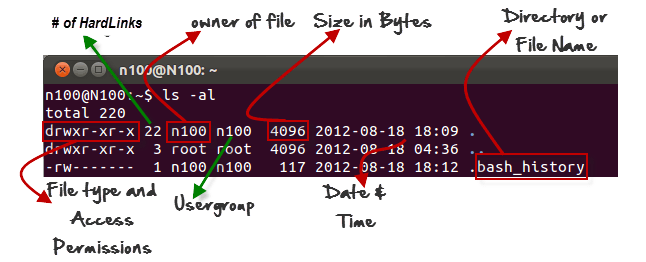 # of HardLinks
owner of file
Size in Bytes
Directory or
File Name
n100@N100: ~
n100@N100:~$ ls -al
total 220
drwxr-xr-x 22 n100 n100 4096 2012-08-18 18:09 .
drwxr-xr-x 3 root root 4096 2012-08-18 04:36 ..
-rw------- 1 n100 n100 117 2012-08-18 18:12 .bash_history
File type and
Access
Permissions
Usergroup
Date &
Time